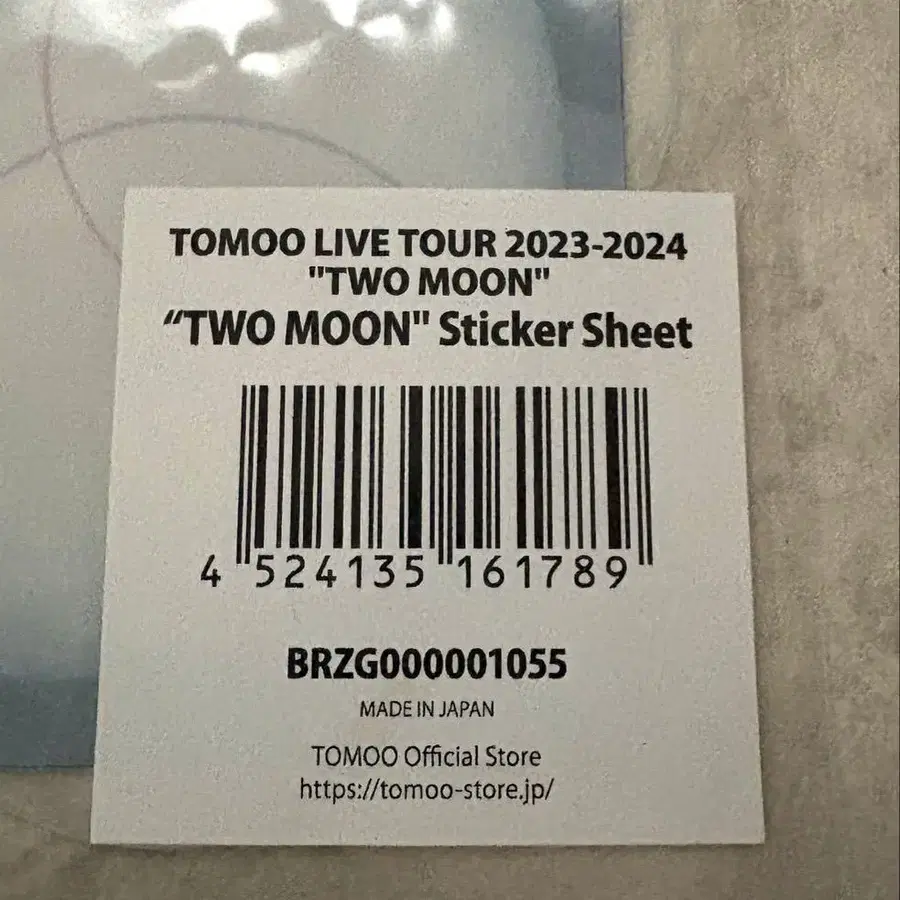 TOMOO LIVE TOUR 2023-2024
"TWO MOON"
“TWO MOON" Sticker Sheet
4 524135 161789
BRZG000001055
MADE IN JAPAN
TOMOO Official Store
https://tomoo-store.jp/